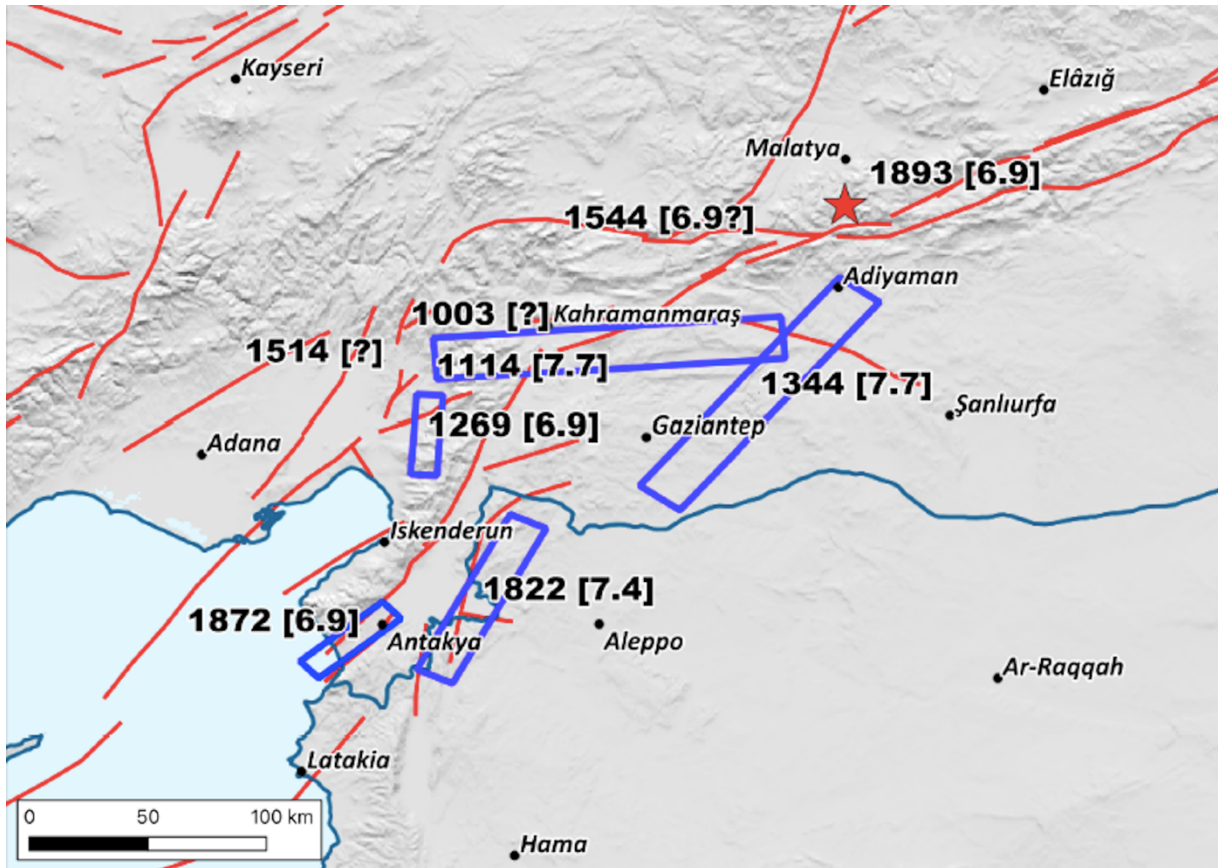 Kayseri
Elâzığ
Malatya
1893 [6.9]
1544 [6.9?]
Adiyaman
1003 [?] Kahramanmaraş
1514 [?]
1114 [7.7]
1344 [7.7]
Şanlıurfa
1269 [6.9]
Gaziantep
Adana
Iskenderun
1822 [7.4]
1872 [6.9]
Antakya
Aleppo
Ar-Raqqah
Latakia
0 50 100 km
Hama